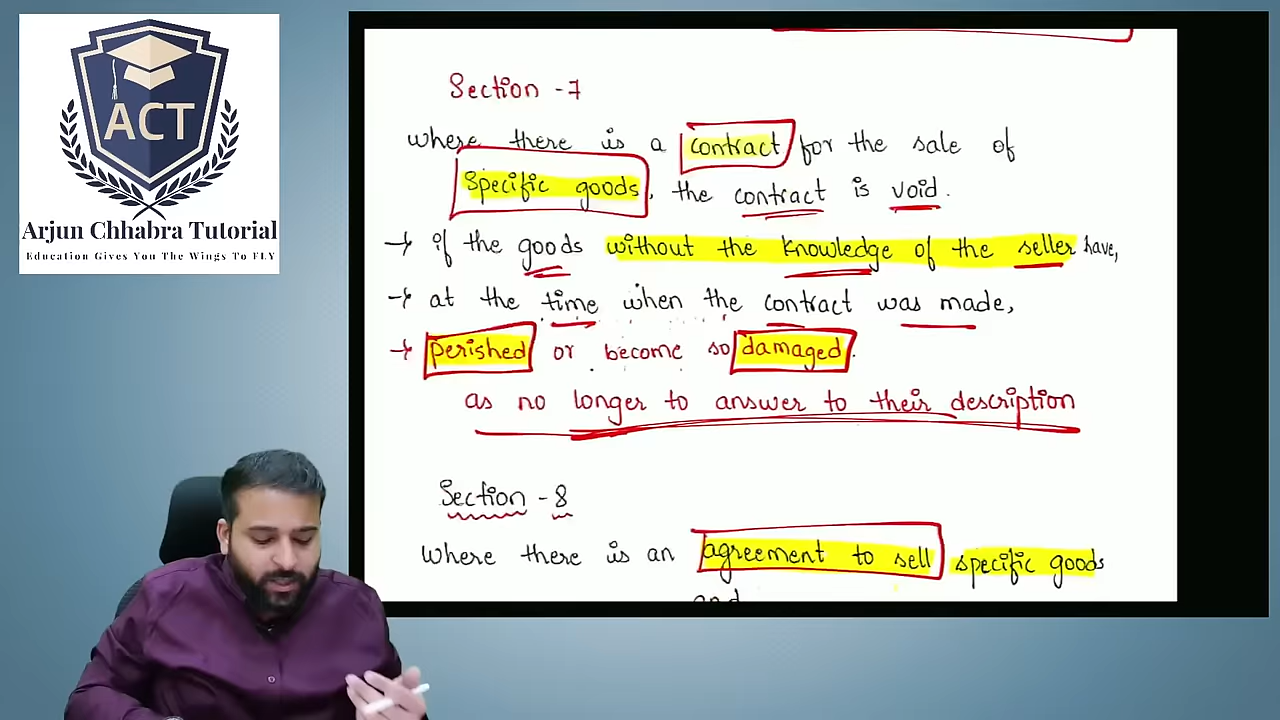 ACT
Arjun Chhabra Tutorial
Education Gives You The Wings To FLY
Section - 7
where there is a contract for the sale of
specific goods, the contract is void.
→ if the goods without the knowledge of the seller have,
→ at the time when the contract was made,
→ perished or become so damaged.
as no longer to answer to their description
Section - 8
where there is an agreement to sell specific goods
and